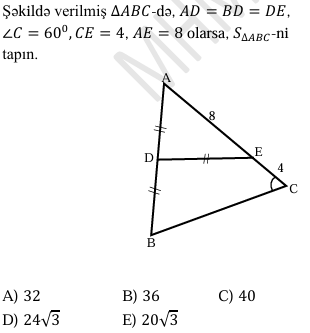 Şəkildə verilmiş ΔABC-də, AD = BD = DE,
∠C = 60⁰, CE = 4, AE = 8 olarsa, S_ΔABC-ni
tapın.
A
8
D
E
4
C
B
A) 32 B) 36 C) 40
D) 24√3 E) 20√3